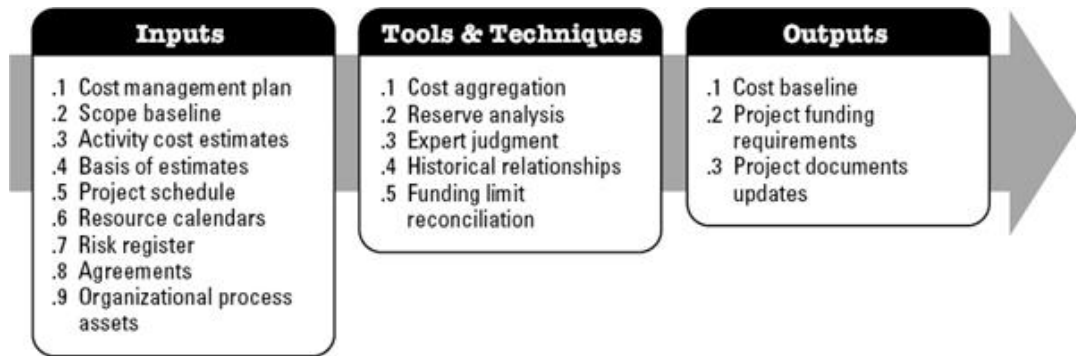 Inputs
.1 Cost management plan
.2 Scope baseline
.3 Activity cost estimates
.4 Basis of estimates
.5 Project schedule
.6 Resource calendars
.7 Risk register
.8 Agreements
.9 Organizational process
assets
Tools & Techniques
.1 Cost aggregation
.2 Reserve analysis
.3 Expert judgment
.4 Historical relationships
.5 Funding limit
reconciliation
Outputs
.1 Cost baseline
.2 Project funding
requirements
.3 Project documents
updates